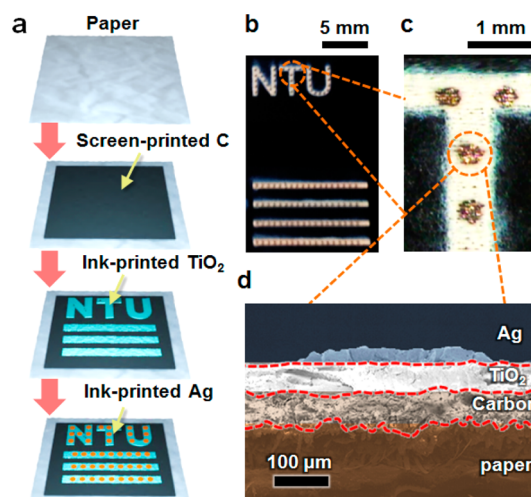 a
Paper
Screen-printed C
Ink-printed TiO₂
NTU
Ink-printed Ag
NTU
b
5 mm
NTU
c
1 mm
d
Ag
TiO₂
Carbon
paper
100 µm